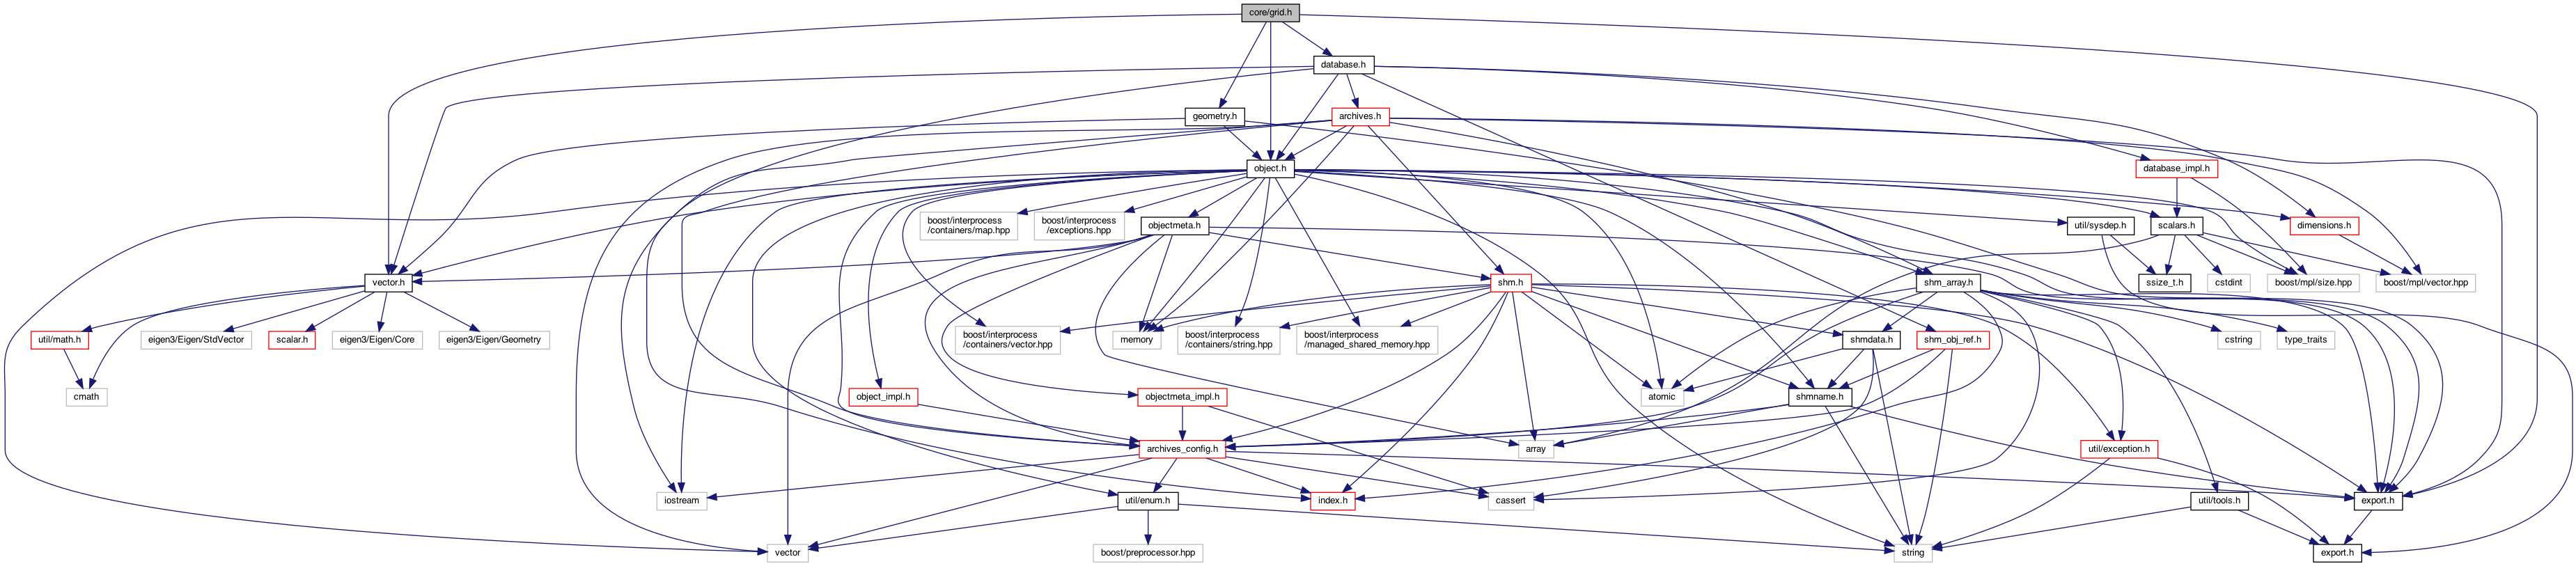 core/grid.h
database.h
geometry.h
archives.h
object.h
database_impl.h
boost/interprocess
/containers/map.hpp
boost/interprocess
/exceptions.hpp
objectmeta.h
util/sysdep.h
scalars.h
dimensions.h
vector.h
shm.h
shm_array.h
ssize_t.h
cstdint
boost/mpl/size.hpp
boost/mpl/vector.hpp
util/math.h
eigen3/Eigen/StdVector
scalar.h
eigen3/Eigen/Core
eigen3/Eigen/Geometry
boost/interprocess
/containers/vector.hpp
memory
boost/interprocess
/containers/string.hpp
boost/interprocess
/managed_shared_memory.hpp
shmdata.h
shm_obj_ref.h
cstring
type_traits
cmath
object_impl.h
objectmeta_impl.h
atomic
shmname.h
archives_config.h
array
util/exception.h
iostream
util/enum.h
index.h
cassert
util/tools.h
export.h
vector
boost/preprocessor.hpp
string
export.h